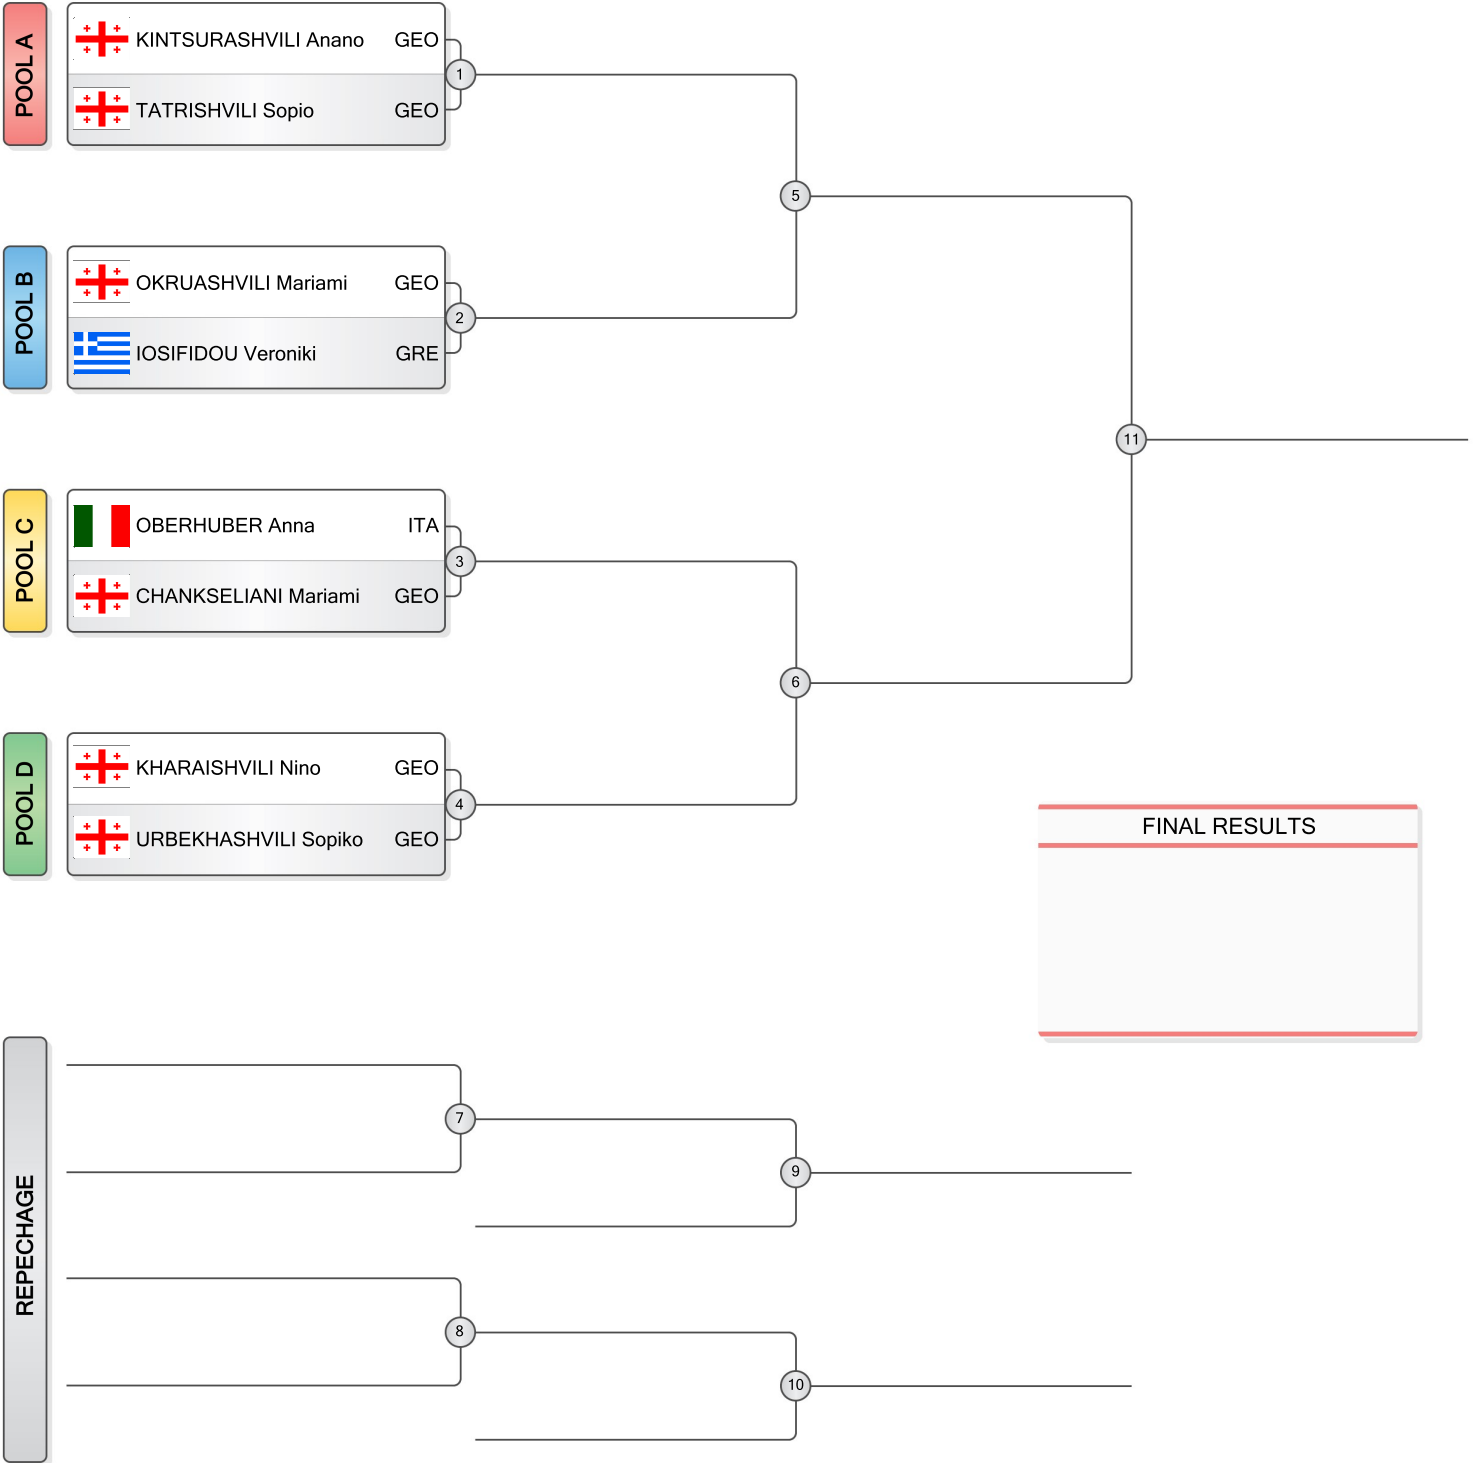 POOL A
KINTSURASHVILI Anano GEO
1
TATRISHVILI Sopio GEO
5
POOL B
OKRUASHVILI Mariami GEO
2
IOSIFIDOU Veroniki GRE
11
POOL C
OBERHUBER Anna ITA
3
CHANKSELIANI Mariami GEO
6
POOL D
KHARAISHVILI Nino GEO
4
URBEKHASHVILI Sopiko GEO
FINAL RESULTS
REPECHAGE
7
9
8
10